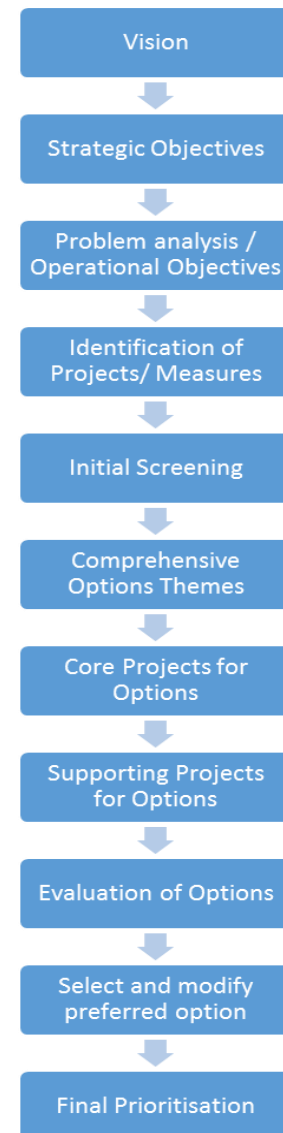 Vision
Strategic Objectives
Problem analysis /
Operational Objectives
Identification of
Projects/ Measures
Initial Screening
Comprehensive
Options Themes
Core Projects for
Options
Supporting Projects
for Options
Evaluation of Options
Select and modify
preferred option
Final Prioritisation